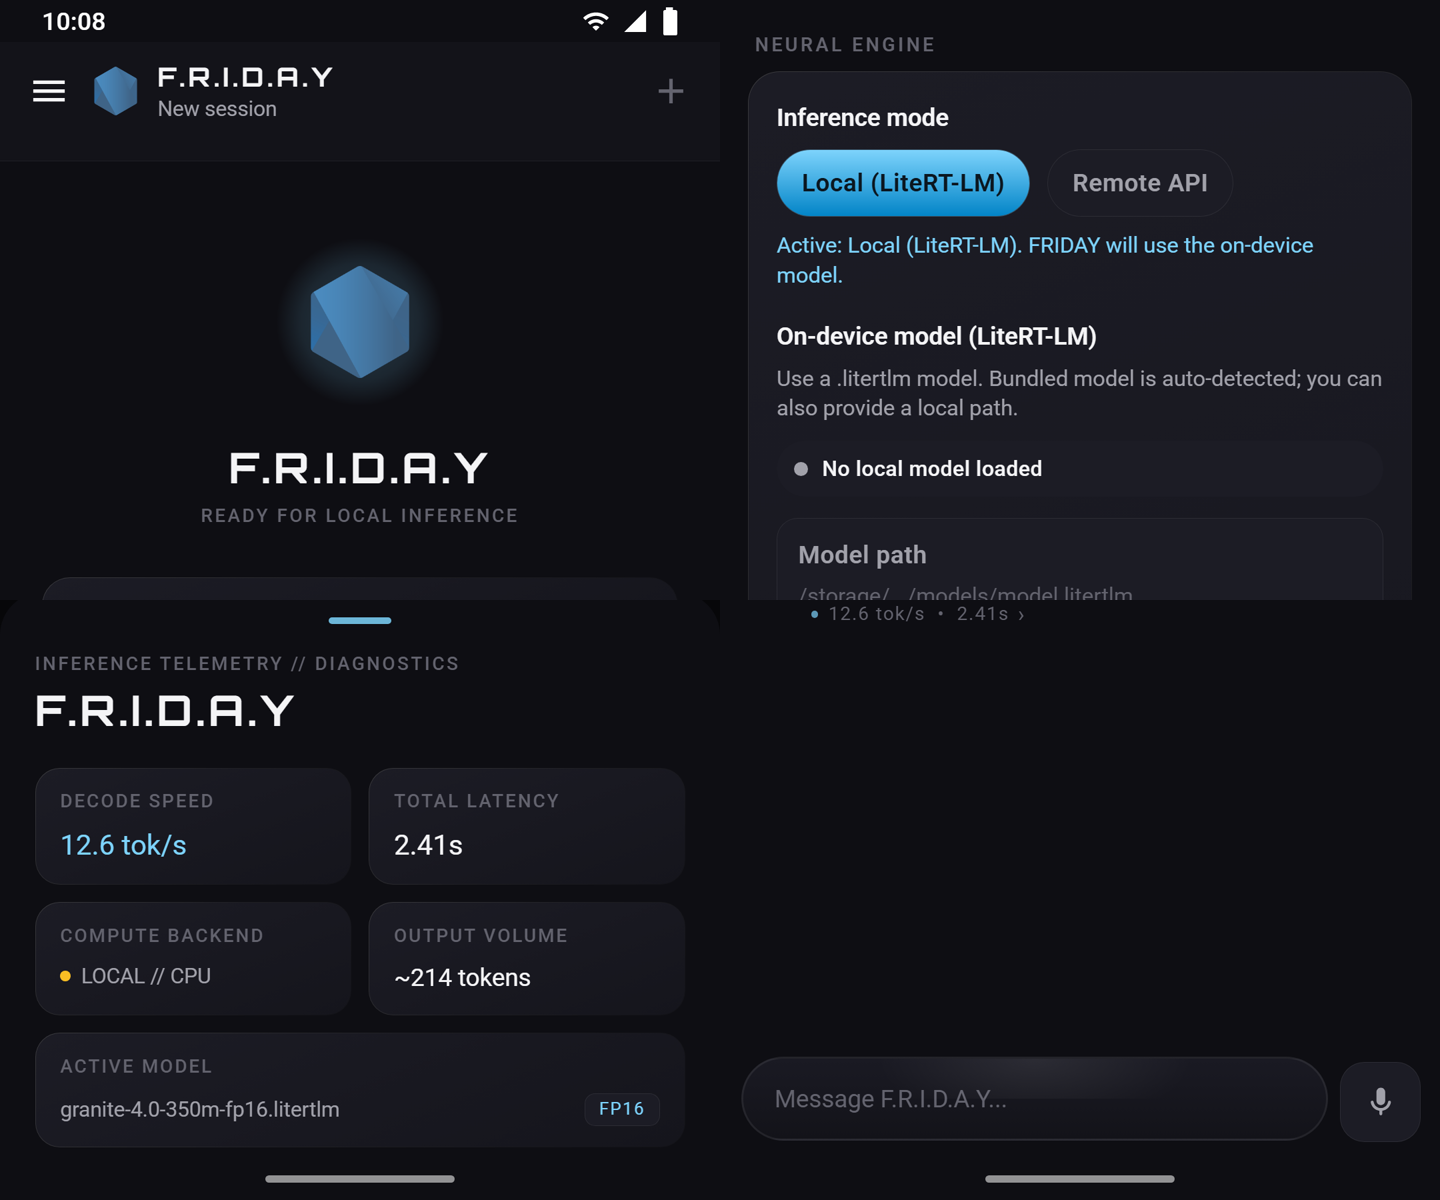 10:08
F.R.I.D.A.Y
New session
F.R.I.D.A.Y
READY FOR LOCAL INFERENCE
NEURAL ENGINE
Inference mode
Local (LiteRT-LM)
Remote API
Active: Local (LiteRT-LM). FRIDAY will use the on-device
model.
On-device model (LiteRT-LM)
Use a .litertlm model. Bundled model is auto-detected; you can
also provide a local path.
No local model loaded
Model path
/storage/.../models/model.litertlm
INFERENCE TELEMETRY // DIAGNOSTICS
F.R.I.D.A.Y
DECODE SPEED
12.6 tok/s
TOTAL LATENCY
2.41s
COMPUTE BACKEND
LOCAL // CPU
OUTPUT VOLUME
~214 tokens
ACTIVE MODEL
granite-4.0-350m-fp16.litertlm
FP16
12.6 tok/s • 2.41s ›
Message F.R.I.D.A.Y...